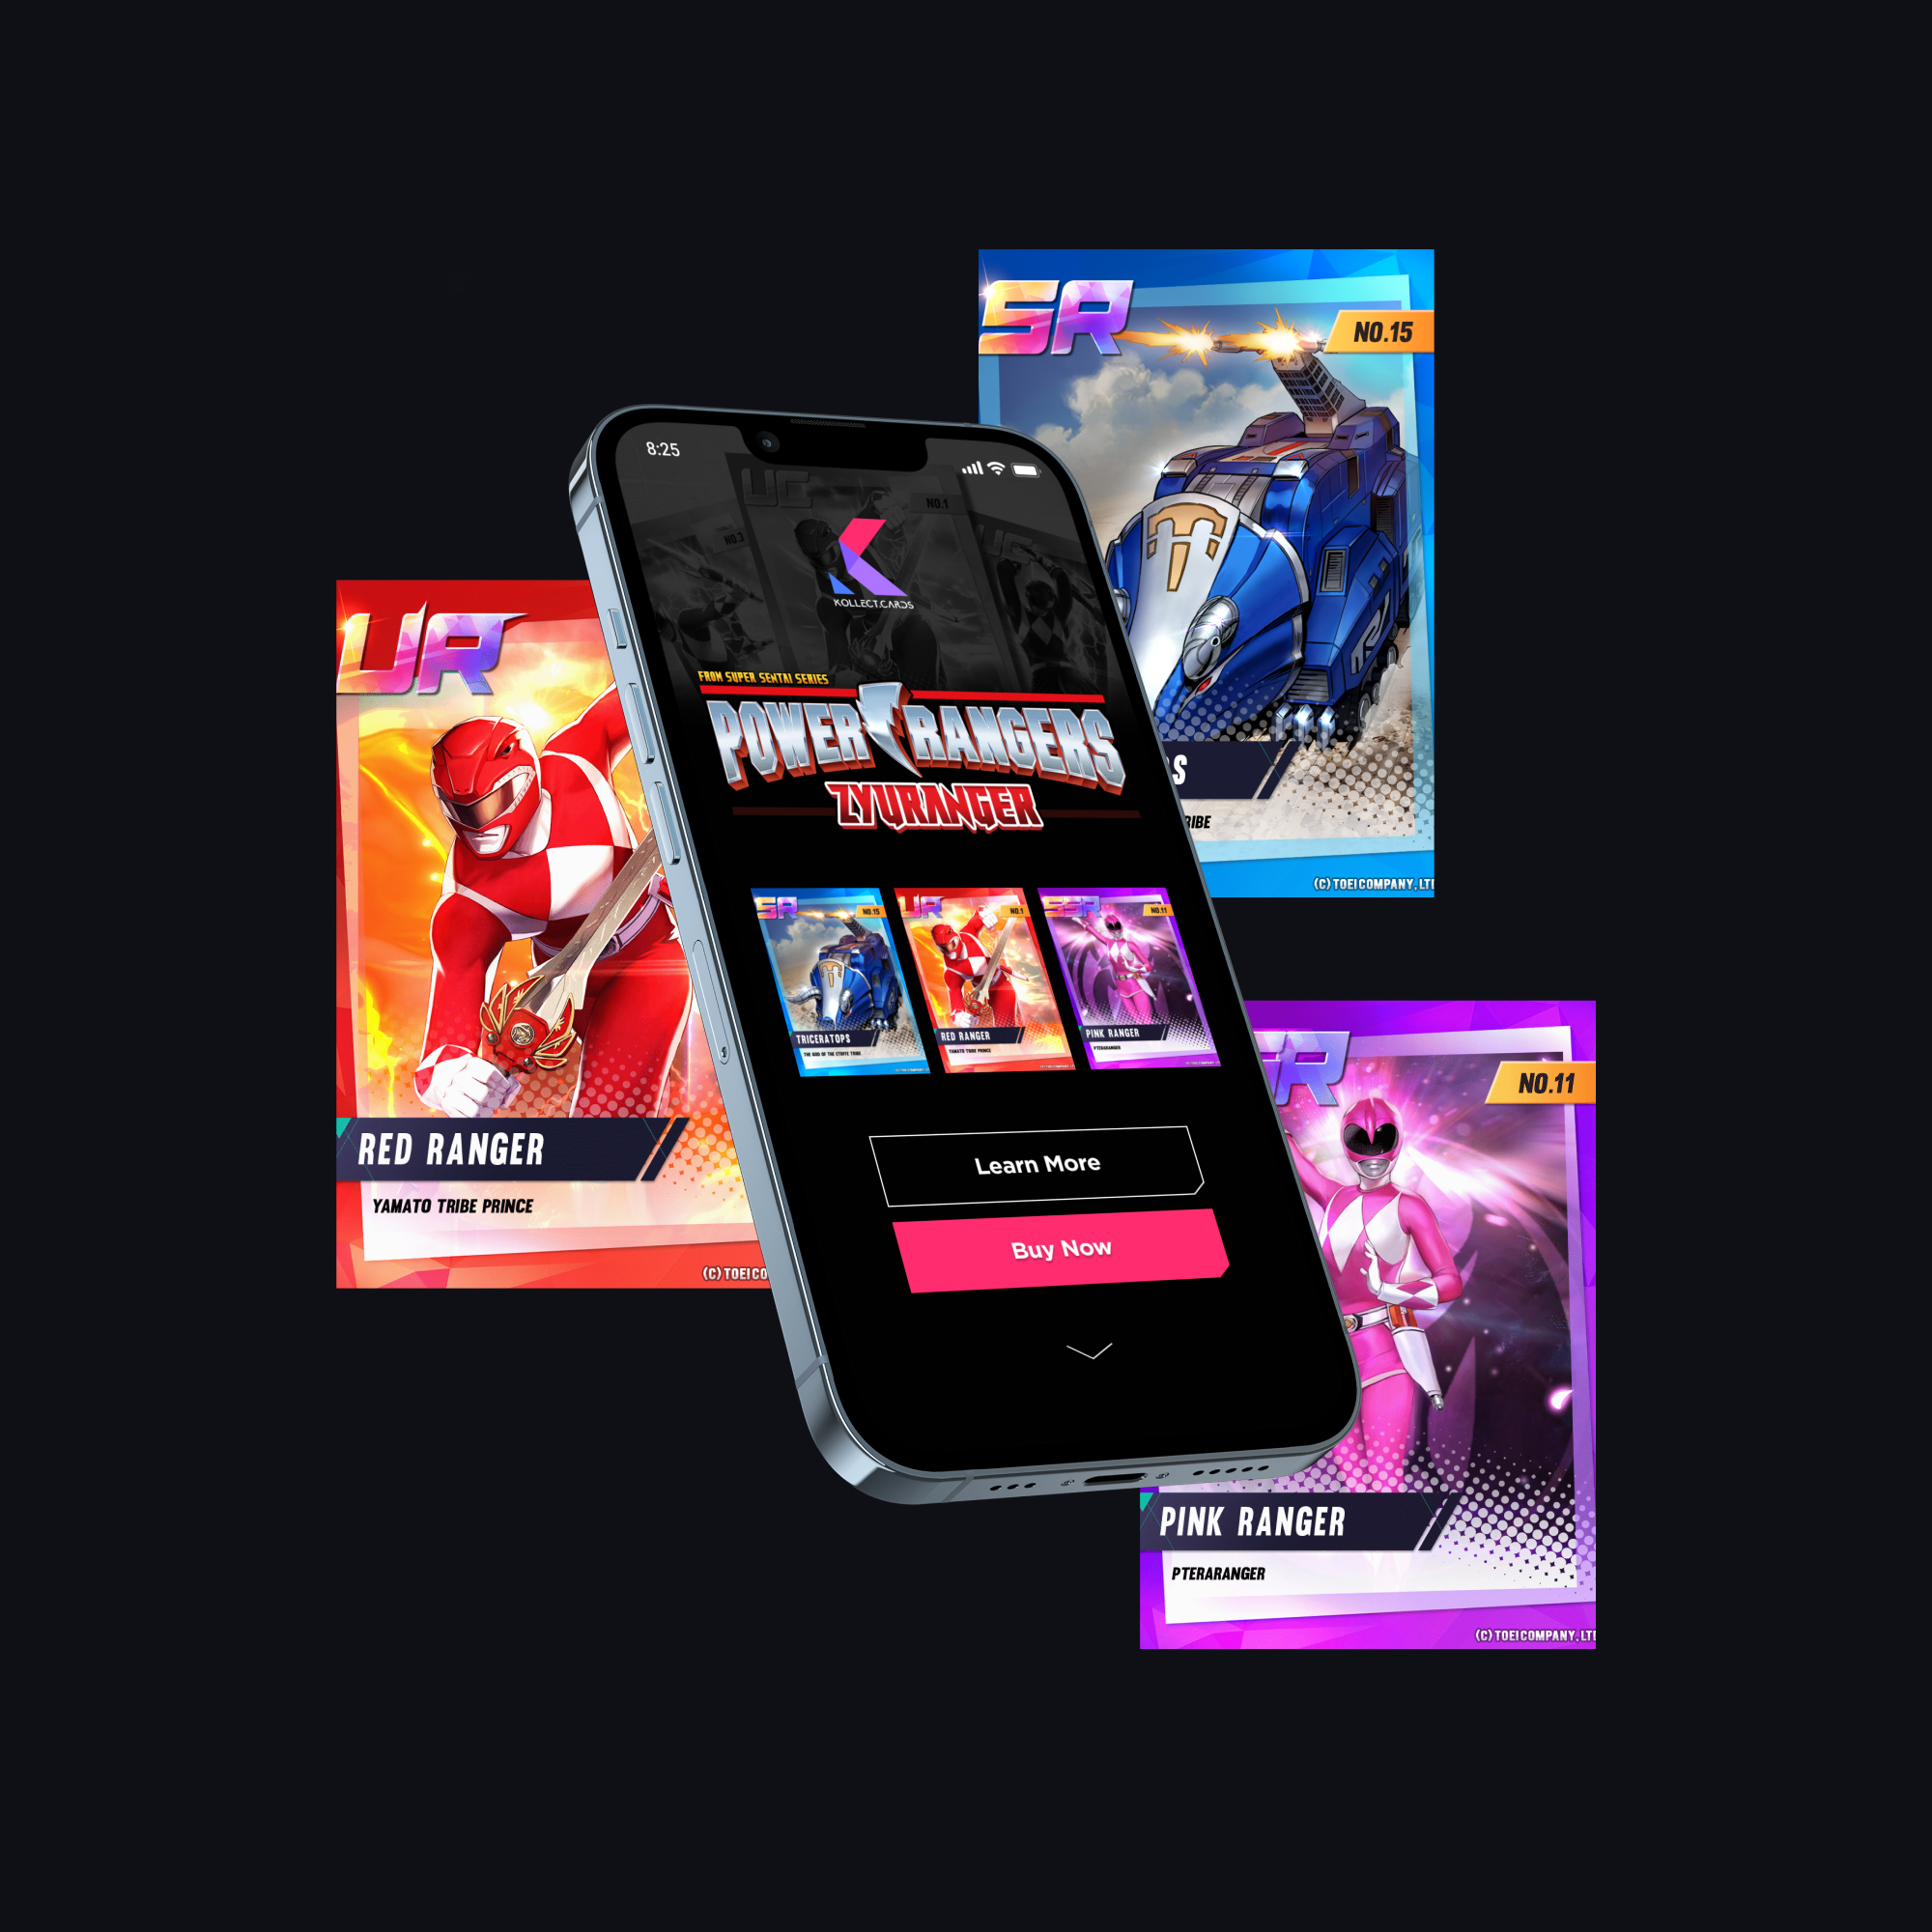 SR
NO.15
S
RIBE
(C)TOEI COMPANY, LT
UR
RED RANGER
YAMATO TRIBE PRINCE
(C)TOEI CO
8:25
UC
NO.1
NO.3
UC
KOLLECT.CARDS
FROM SUPER SENTAI SERIES
POWER RANGERS
ZYURANGER
SR
NO.15
TRICERATOPS
UR
NO.1
RED RANGER
YAMATO TRIBE PRINCE
SSR
NO.11
PINK RANGER
PTERARANGER
Learn More
Buy Now
SR
NO.11
PINK RANGER
PTERARANGER
(C)TOEI COMPANY, LT